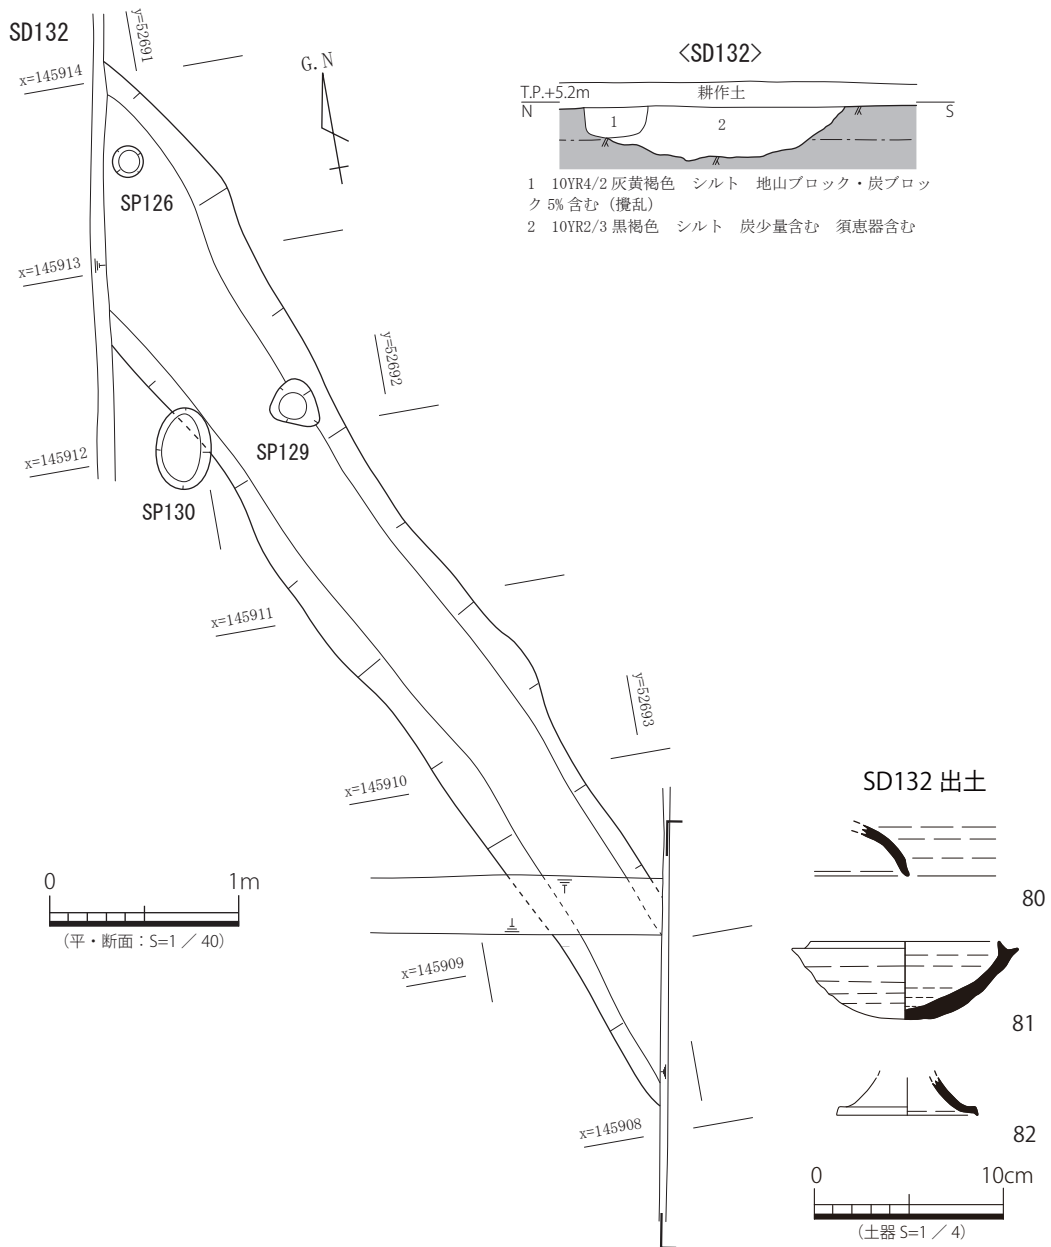 SD132
y=52691
x=145914
G.N
SP126
x=145913
y=52692
SP129
x=145912
SP130
x=145911
y=52693
x=145910
x=145909
x=145908
0 1m
(平・断面：S=1／40)
<SD132>
T.P.+5.2m
耕作土
N
S
1
2
1 10YR4/2 灰黄褐色 シルト 地山ブロック・炭ブロッ
ク 5% 含む（攪乱）
2 10YR2/3 黒褐色 シルト 炭少量含む 須恵器含む
SD132 出土
80
81
82
0 10cm
(土器 S=1／4)